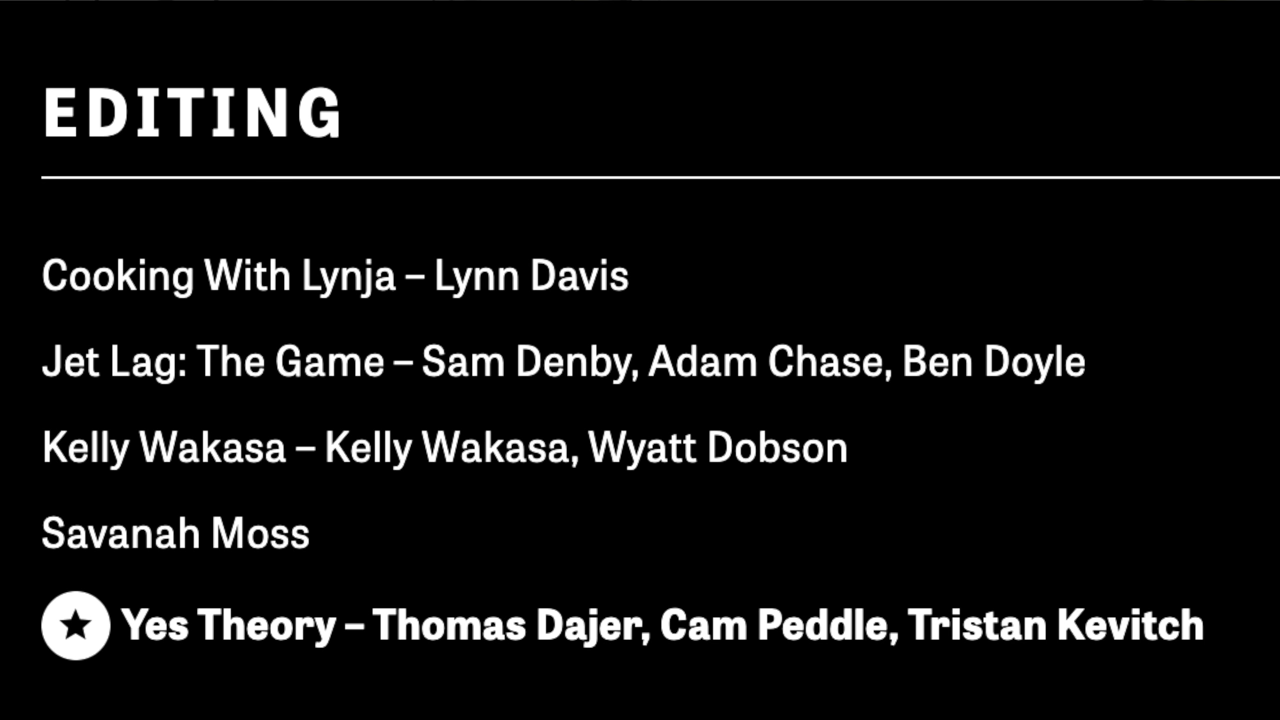 EDITING
Cooking With Lynja – Lynn Davis
Jet Lag: The Game – Sam Denby, Adam Chase, Ben Doyle
Kelly Wakasa – Kelly Wakasa, Wyatt Dobson
Savanah Moss
Yes Theory – Thomas Dajer, Cam Peddle, Tristan Kevitch